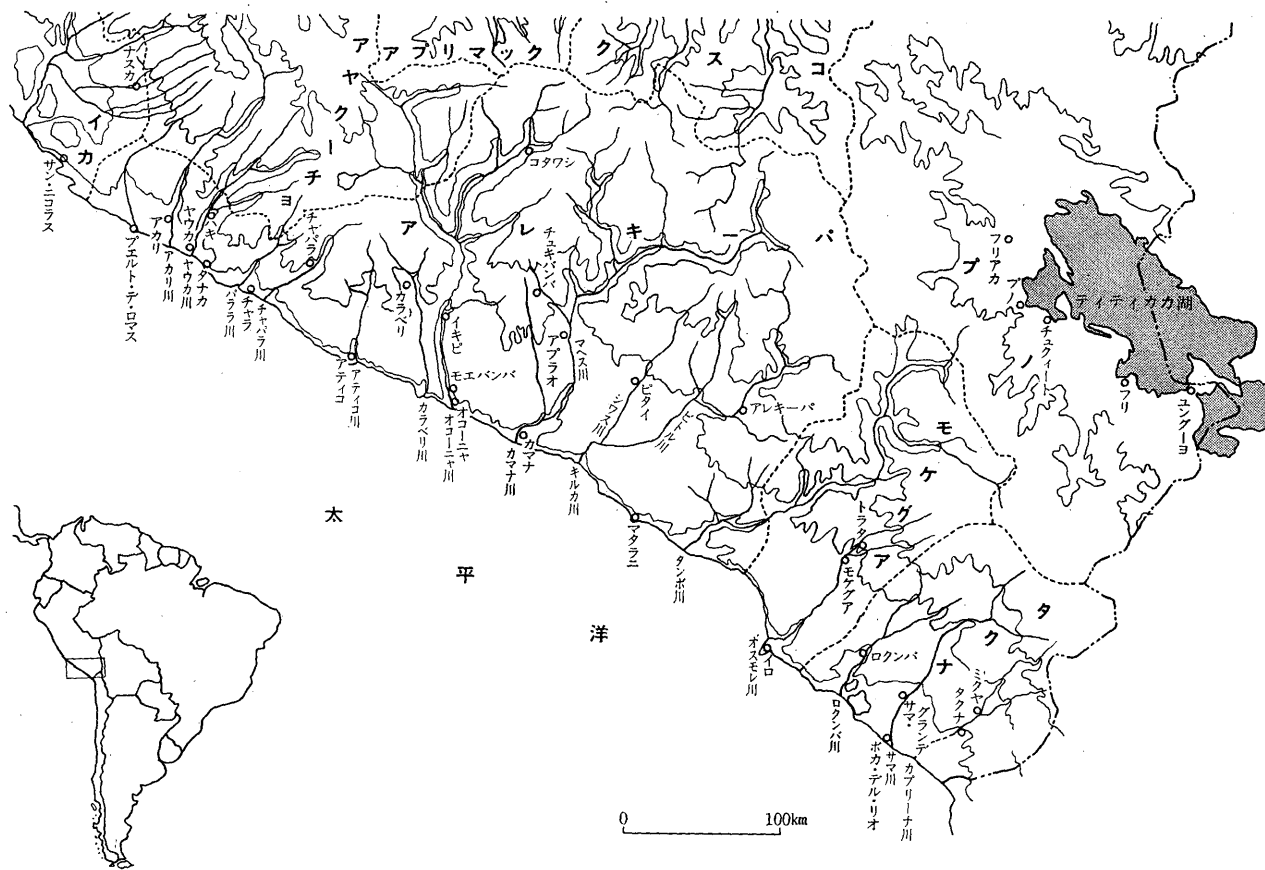 アプリマック
クスコ
アヤクーチョ
イカ
アレキーパ
プノ
モケグア
タクナ
ナスカ
サン・ニコラス
プエルト・デ・ロマス
アカリ
アカリ川
ヤウカ
ヤウカ川
ハキ
タナカ
パララ川
チャラ
チャパラ
チャパラ川
アティコ
アティコ川
カラベリ
カラベリ川
イキピ
モエバンバ
オコーニャ
オコーニャ川
コタワシ
チュキバンバ
アプラオ
マヘス川
カマナ
カマナ川
ピタイ
シワス川
キルカ川
アレキーパ
マタラニ
タンボ川
トラタ
モケグア
イロ
オスモレ川
ロクンバ
ロクンバ川
サマ・グランデ
サマ川
ボカ・デル・リオ
ミクヤ
タクナ
カプリーナ川
フリアカ
プノ
チュクィート
フリ
ユングーヨ
ティティカカ湖
太平洋
0 100km